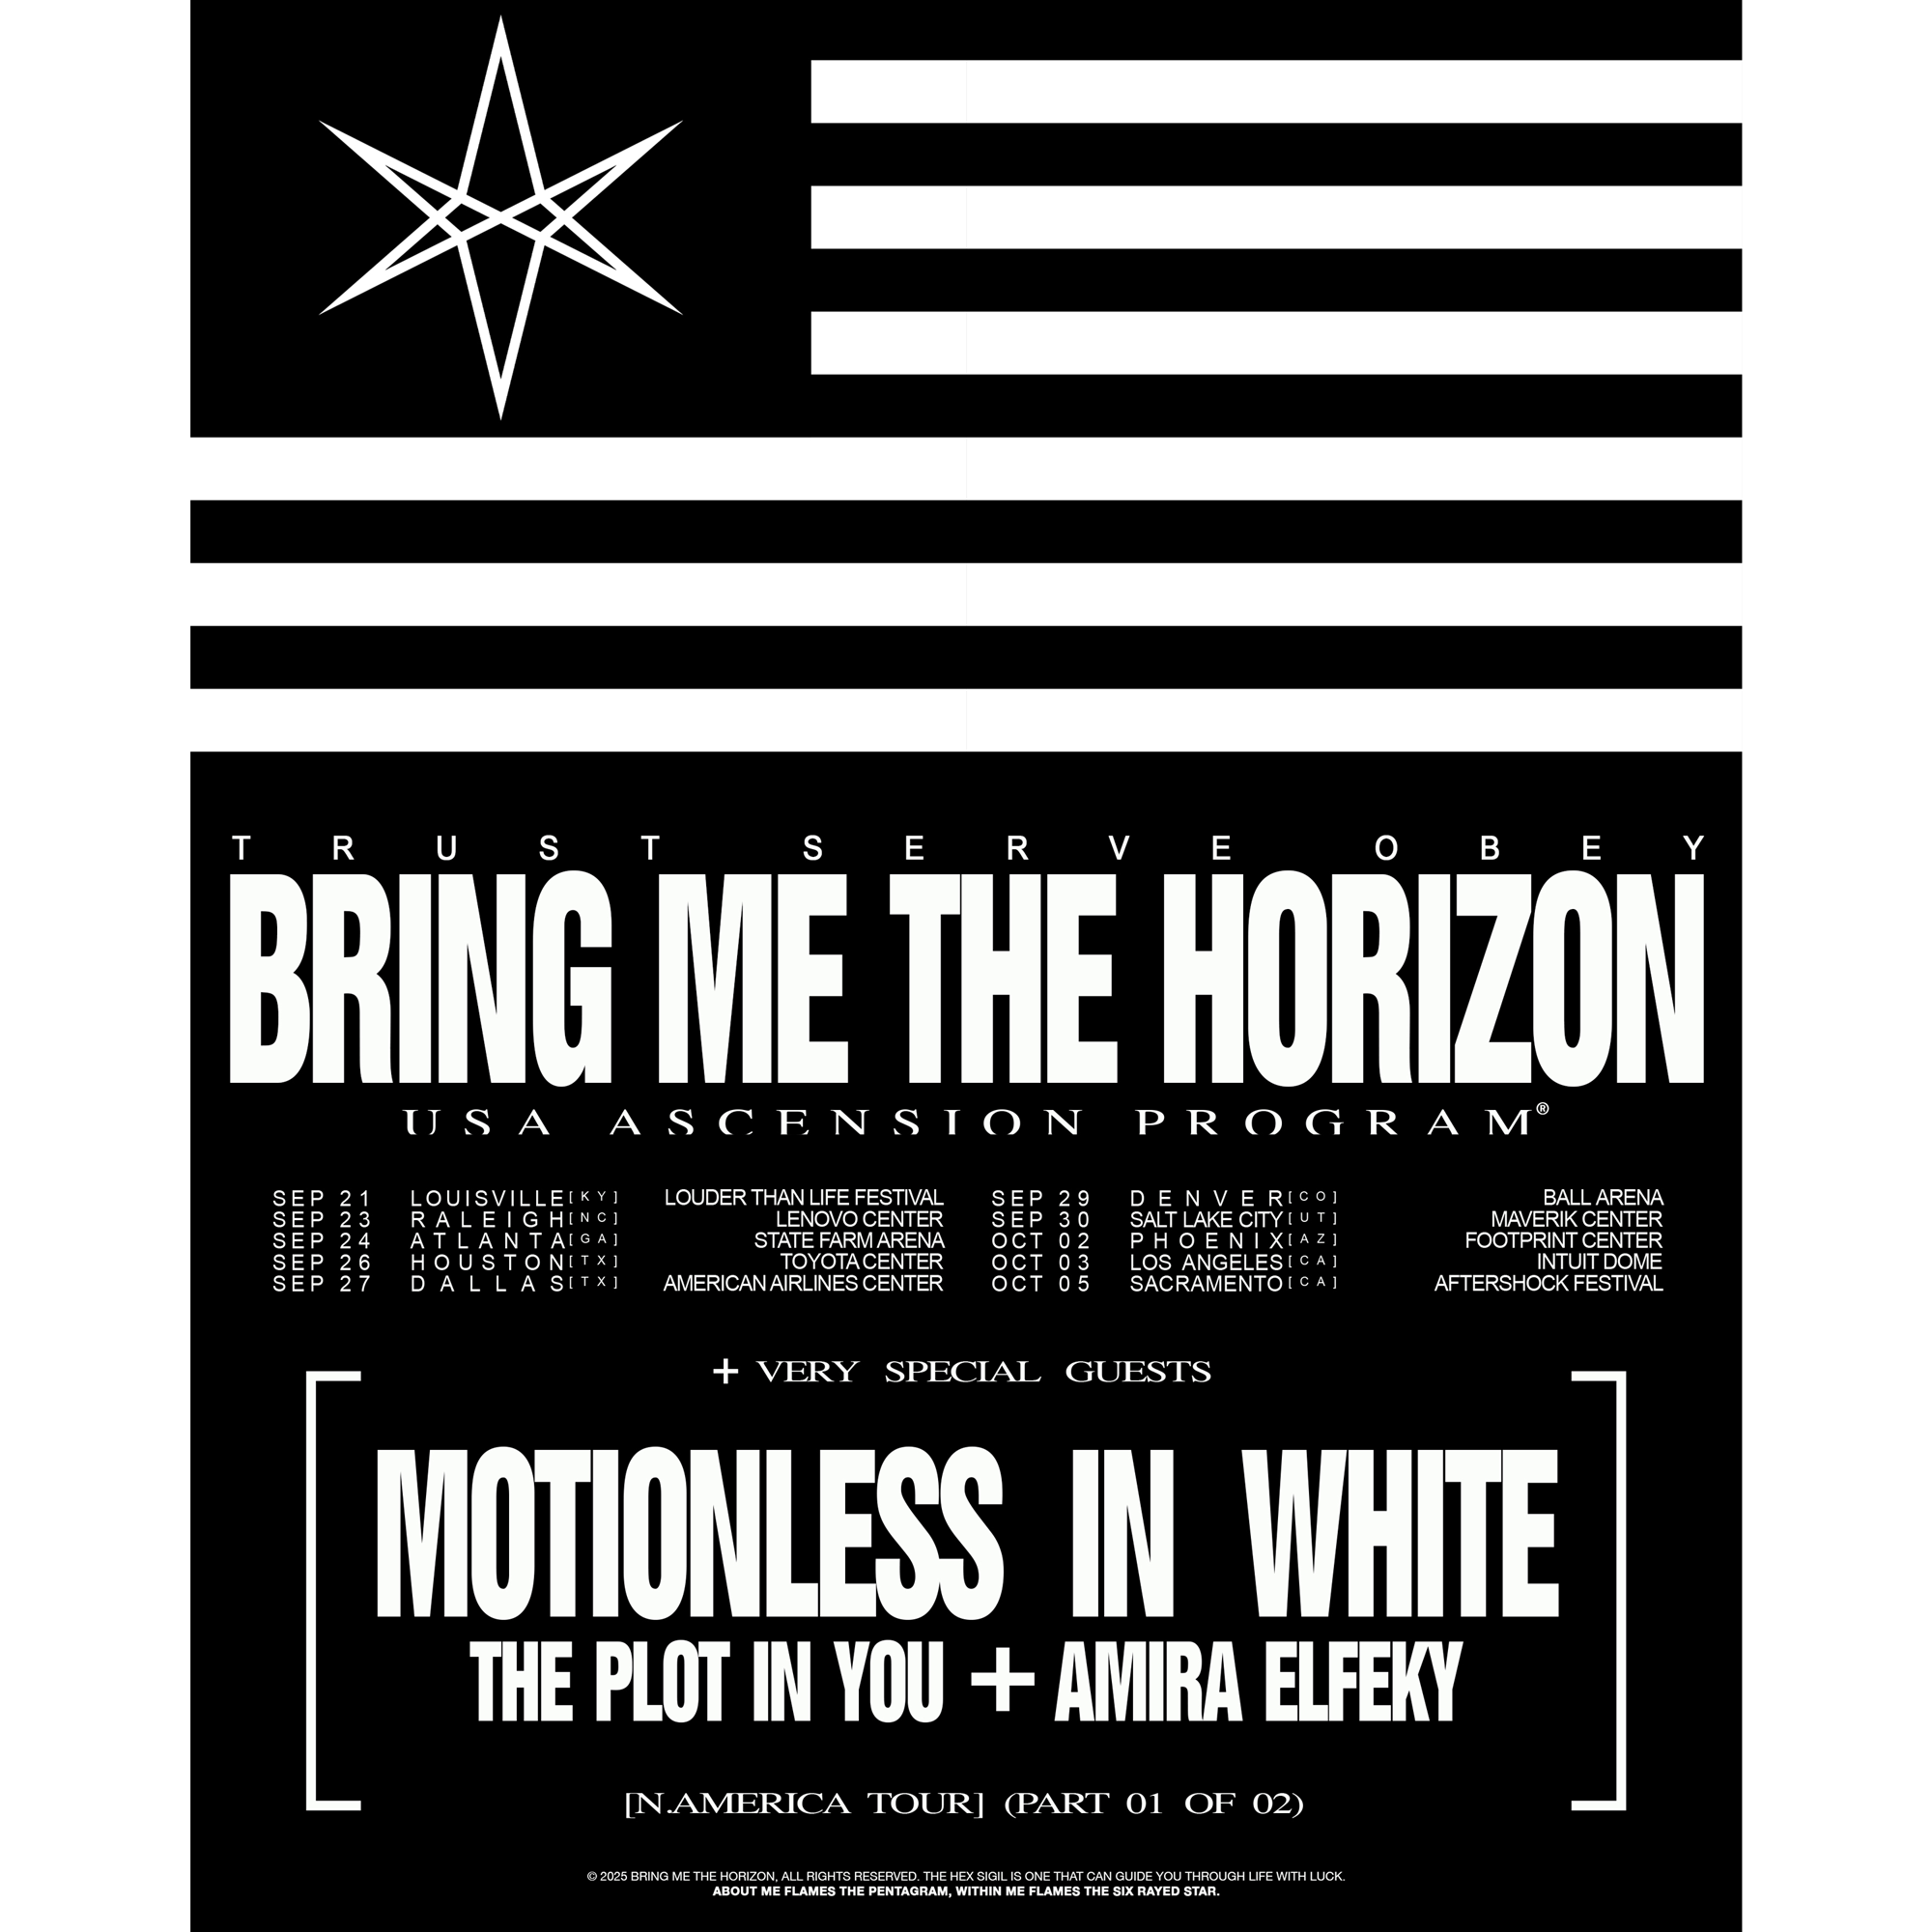 TRUST SERVE OBEY
BRING ME THE HORIZON
USA ASCENSION PROGRAM®
SEP 21 LOUISVILLE [KY] LOUDER THAN LIFE FESTIVAL
SEP 23 RALEIGH [NC] LENOVO CENTER
SEP 24 ATLANTA [GA] STATE FARM ARENA
SEP 26 HOUSTON [TX] TOYOTA CENTER
SEP 27 DALLAS [TX] AMERICAN AIRLINES CENTER
SEP 29 DENVER [CO] BALL ARENA
SEP 30 SALT LAKE CITY [UT] MAVERIK CENTER
OCT 02 PHOENIX [AZ] FOOTPRINT CENTER
OCT 03 LOS ANGELES [CA] INTUIT DOME
OCT 05 SACRAMENTO [CA] AFTERSHOCK FESTIVAL
+ VERY SPECIAL GUESTS
MOTIONLESS IN WHITE
THE PLOT IN YOU + AMIRA ELFEKY
[N.AMERICA TOUR] (PART 01 OF 02)
© 2025 BRING ME THE HORIZON, ALL RIGHTS RESERVED. THE HEX SIGIL IS ONE THAT CAN GUIDE YOU THROUGH LIFE WITH LUCK.
ABOUT ME FLAMES THE PENTAGRAM, WITHIN ME FLAMES THE SIX RAYED STAR.